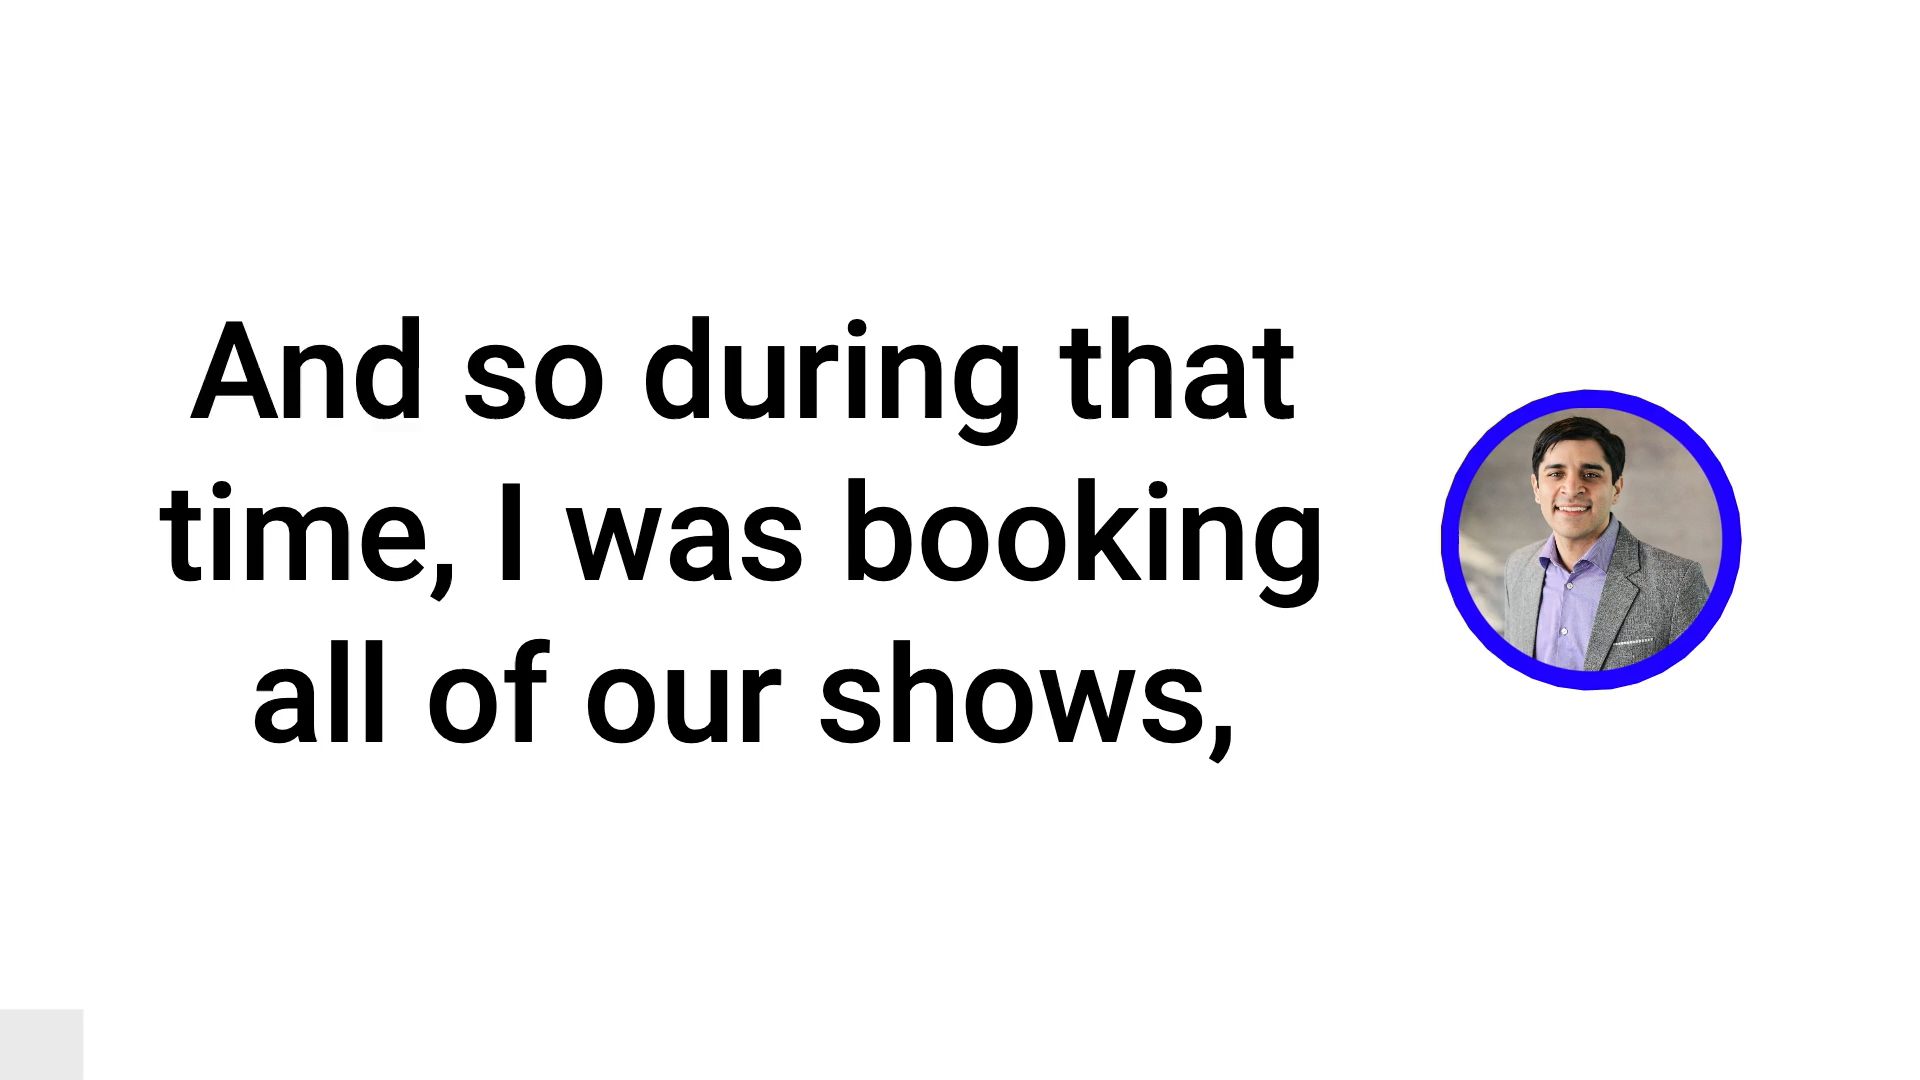 And so during that
time, I was booking
all of our shows,